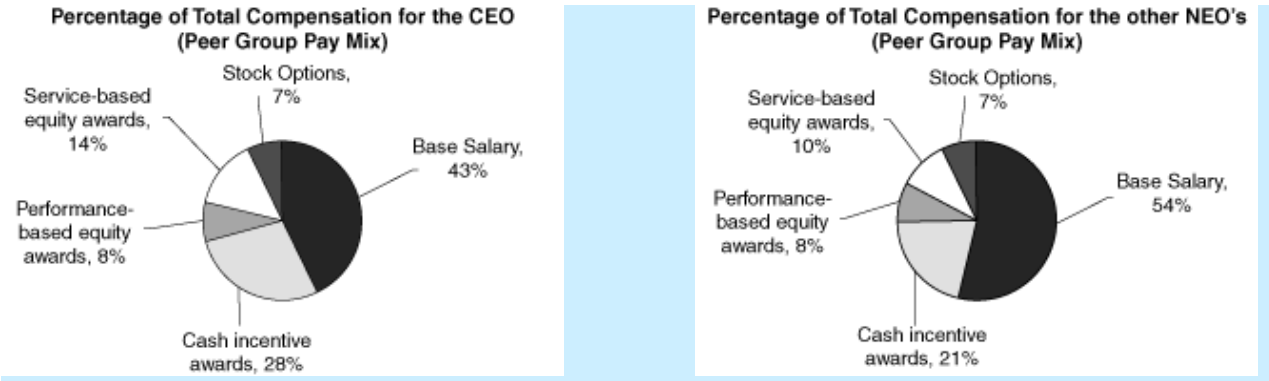 Percentage of Total Compensation for the CEO
(Peer Group Pay Mix)
Stock Options,
7%
Service-based
equity awards,
14%
Base Salary,
43%
Performance-
based equity
awards, 8%
Cash incentive
awards, 28%
Percentage of Total Compensation for the other NEO's
(Peer Group Pay Mix)
Stock Options,
7%
Service-based
equity awards,
10%
Base Salary,
54%
Performance-
based equity
awards, 8%
Cash incentive
awards, 21%